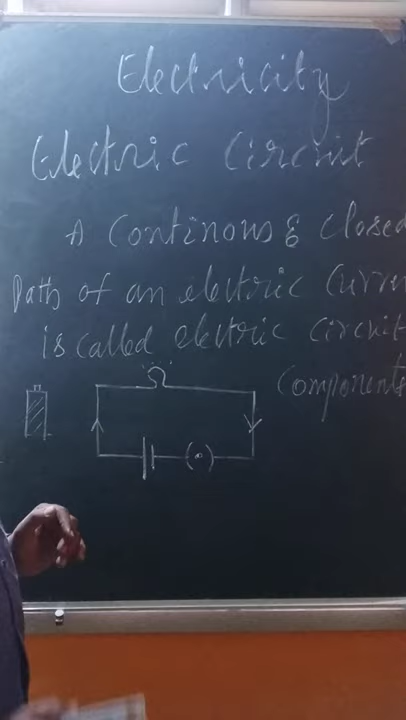 Electricity
Electric Circuit
A Continous & Closed
Path of an electric Curren
is called electric circuit
Components